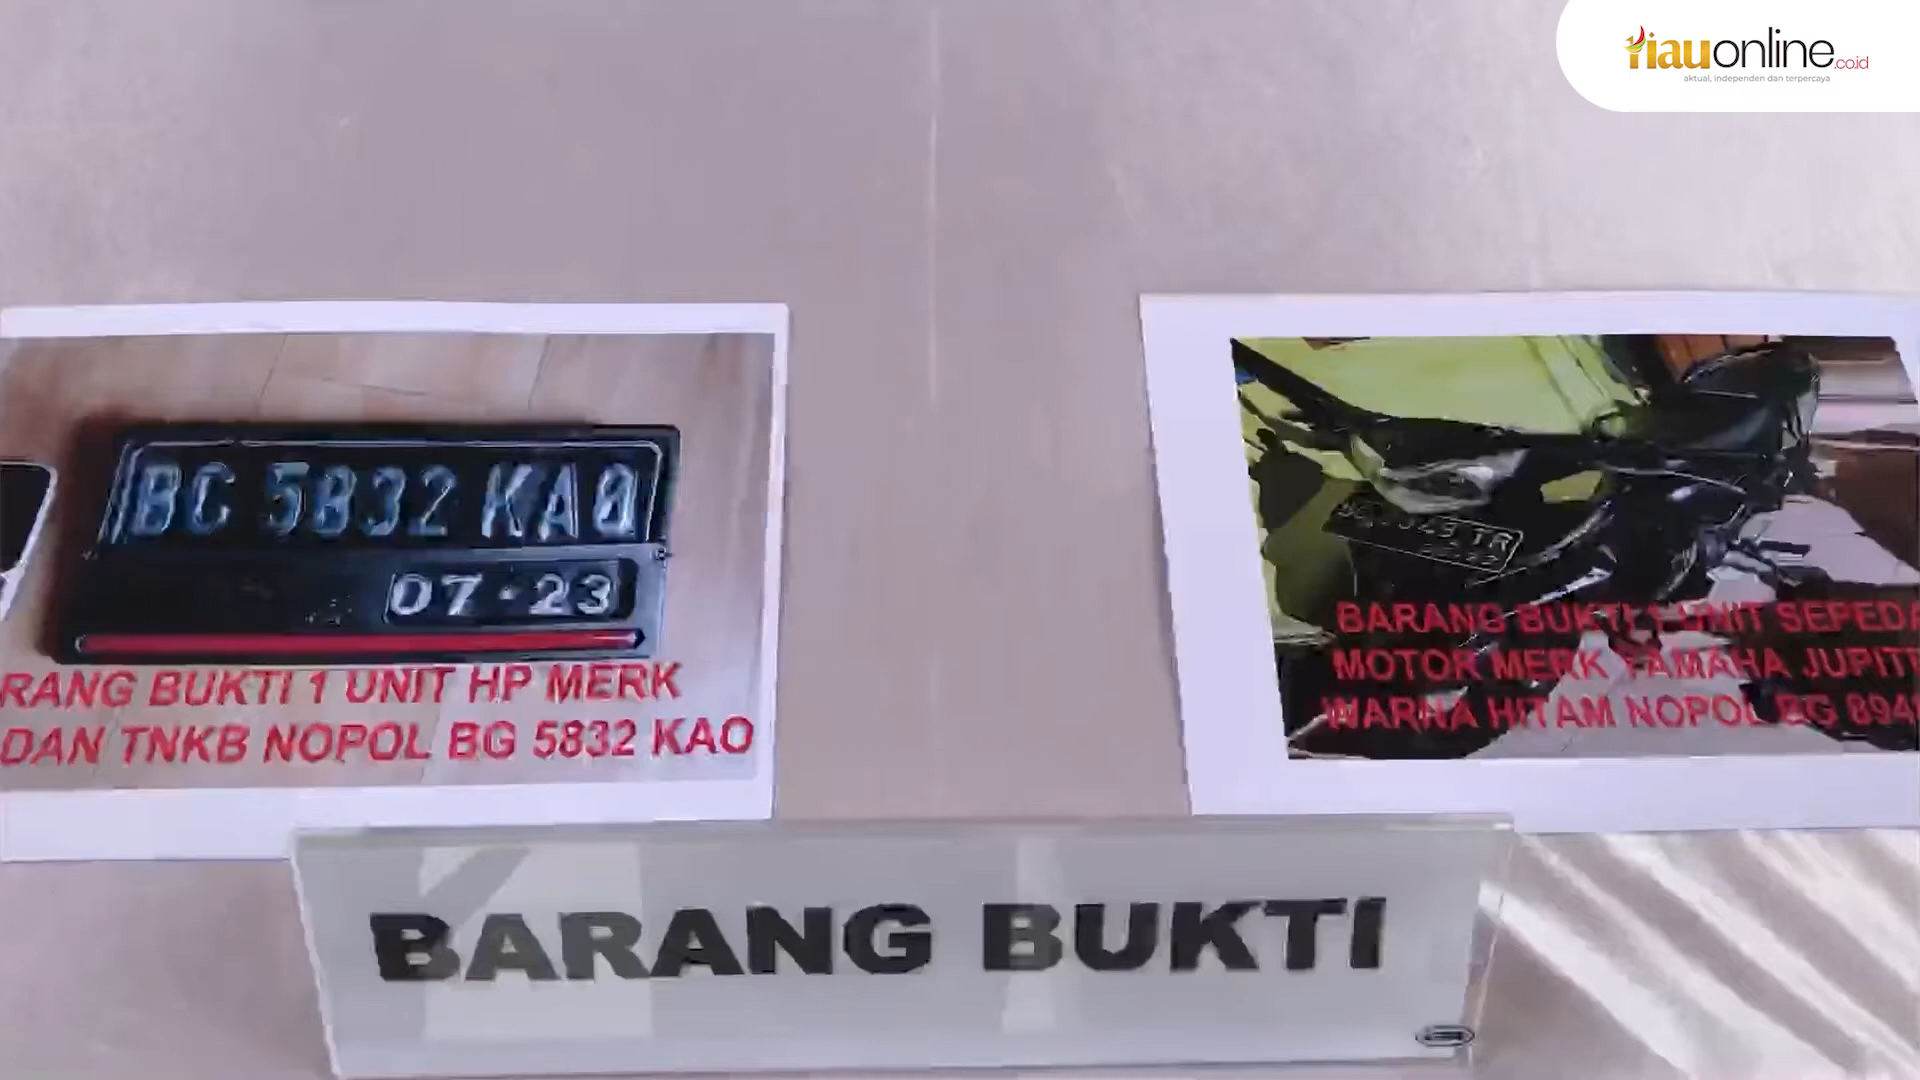 riauonline.co.id
aktual, independen dan terpercaya
BG 5832 KAO
07·23
RANG BUKTI 1 UNIT HP MERK
DAN TNKB NOPOL BG 5832 KAO
TR
BARANG BUKTI 1 UNIT SEPEDA
MOTOR MERK YAMAHA JUPIT
WARNA HITAM NOPOL BG 894
BARANG BUKTI